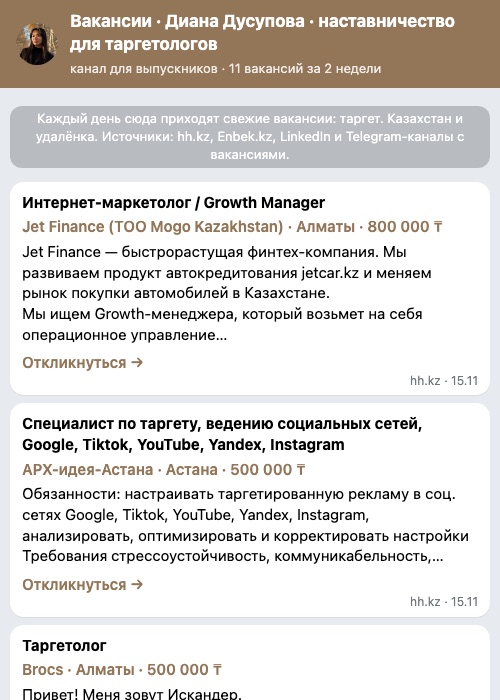 Вакансии · Диана Дусупова · наставничество
для таргетологов
канал для выпускников · 11 вакансий за 2 недели
Каждый день сюда приходят свежие вакансии: таргет. Казахстан и
удалёнка. Источники: hh.kz, Enbek.kz, LinkedIn и Telegram-каналы с
вакансиями.
Интернет-маркетолог / Growth Manager
Jet Finance (ТОО Mogo Kazakhstan) · Алматы · 800 000 ₸
Jet Finance — быстрорастущая финтех-компания. Мы
развиваем продукт автокредитования jetcar.kz и меняем
рынок покупки автомобилей в Казахстане.
Мы ищем Growth-менеджера, который возьмет на себя
операционное управление...
Откликнуться →
hh.kz · 15.11
Специалист по таргету, ведению социальных сетей,
Google, Tiktok, YouTube, Yandex, Instagram
АРХ-идея-Астана · Астана · 500 000 ₸
Обязанности: настраивать таргетированную рекламу в соц.
сетях Google, Tiktok, YouTube, Yandex, Instagram,
анализировать, оптимизировать и корректировать настройки
Требования стрессоустойчивость, коммуникабельность,...
Откликнуться →
hh.kz · 15.11
Таргетолог
Brocs · Алматы · 500 000 ₸
Привет! Меня зовут Искандер.